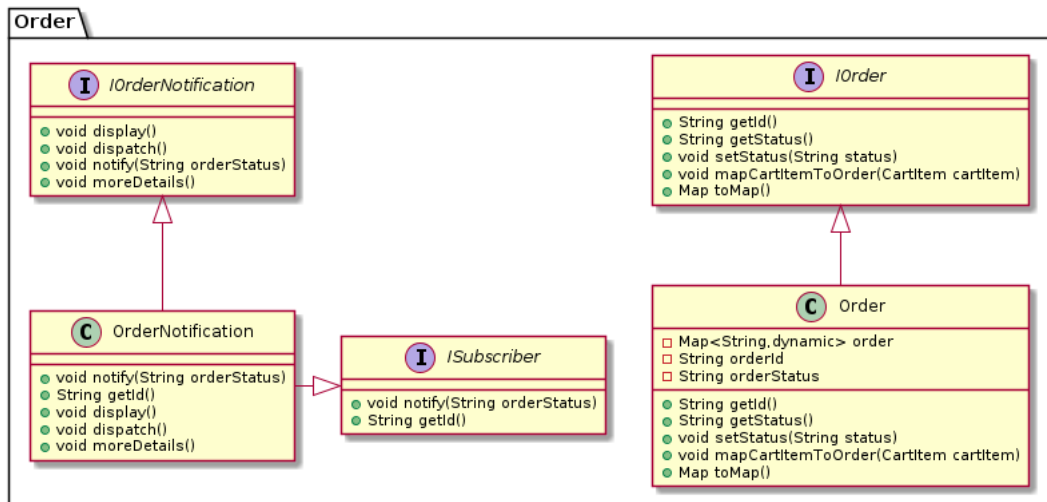 Order
I IOrderNotification
void display()
void dispatch()
void notify(String orderStatus)
void moreDetails()
I IOrder
String getId()
String getStatus()
void setStatus(String status)
void mapCartItemToOrder(CartItem cartItem)
Map toMap()
C OrderNotification
void notify(String orderStatus)
String getId()
void display()
void dispatch()
void moreDetails()
I ISubscriber
void notify(String orderStatus)
String getId()
C Order
Map<String,dynamic> order
String orderId
String orderStatus
String getId()
String getStatus()
void setStatus(String status)
void mapCartItemToOrder(CartItem cartItem)
Map toMap()